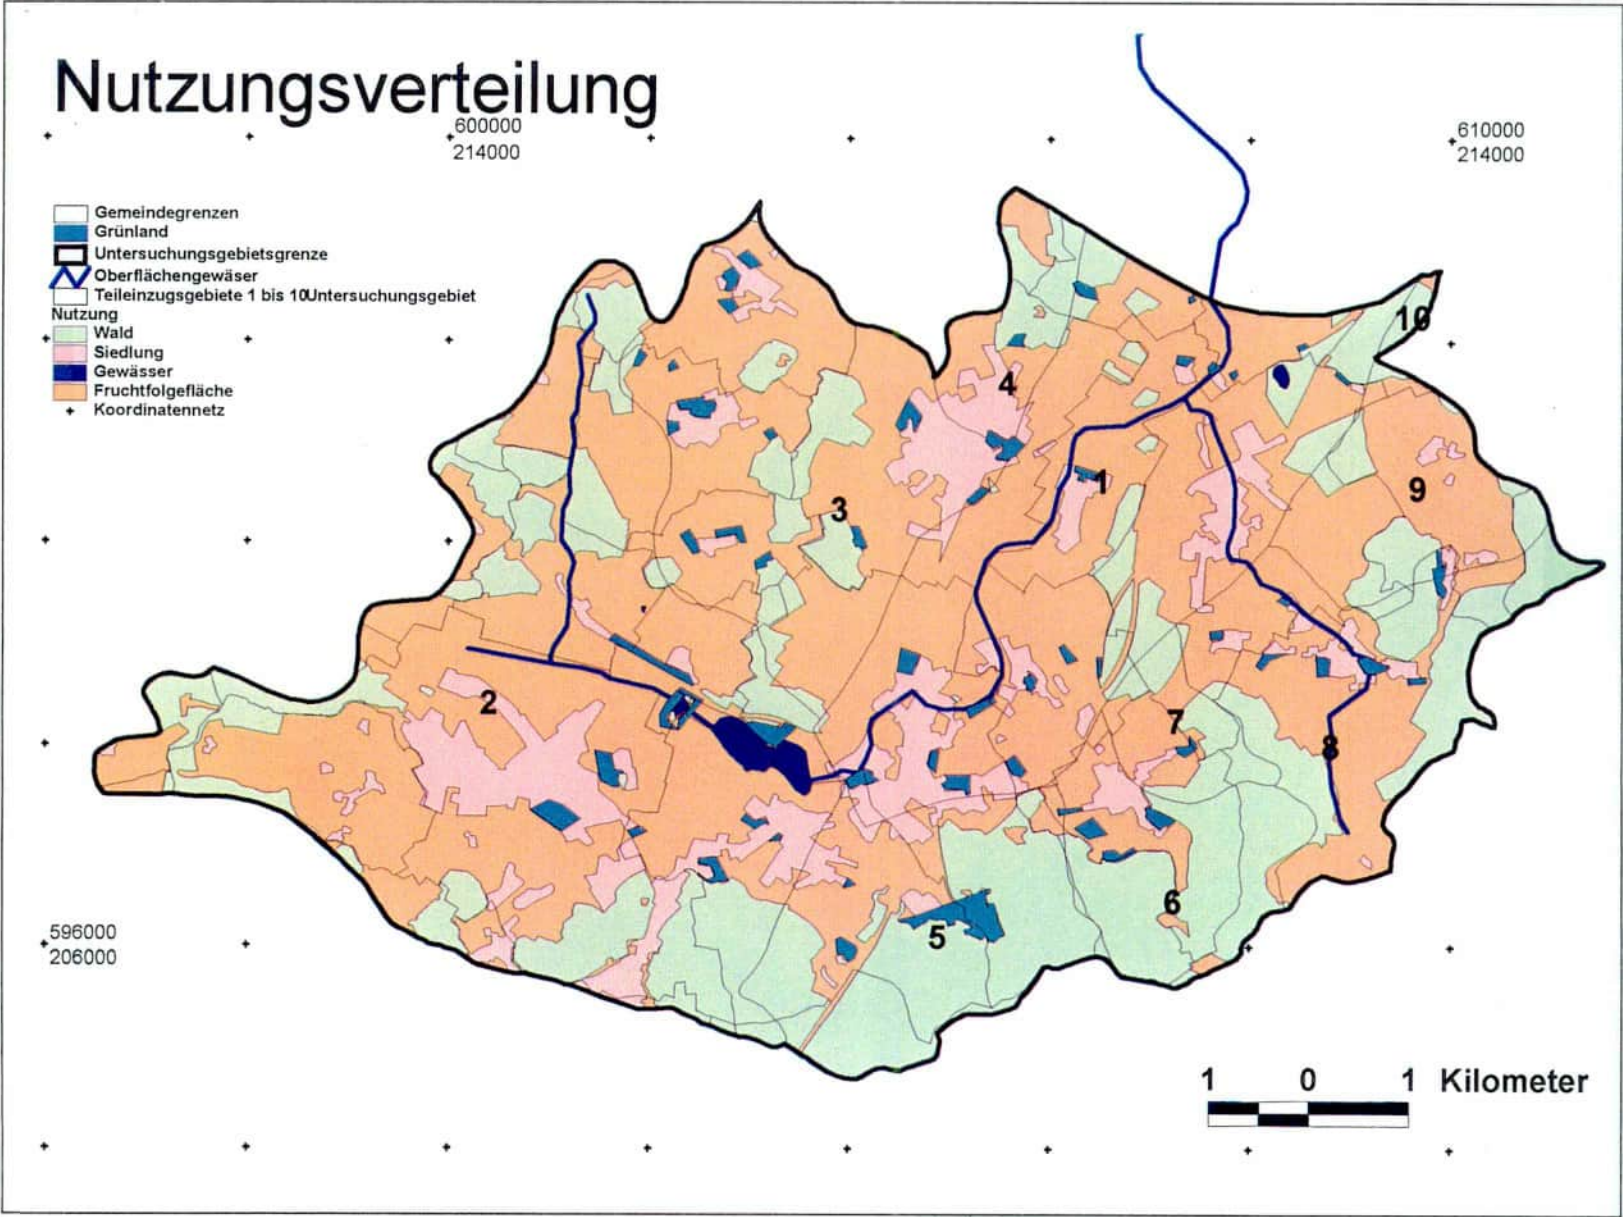 Nutzungsverteilung
600000
214000
610000
214000
Gemeindegrenzen
Grünland
Untersuchungsgebietsgrenze
Oberflächengewäser
Teileinzugsgebiete 1 bis 10Untersuchungsgebiet
Nutzung
Wald
Siedlung
Gewässer
Fruchtfolgefläche
Koordinatennetz
10
4
1
9
3
2
7
8
6
5
596000
206000
1 0 1 Kilometer